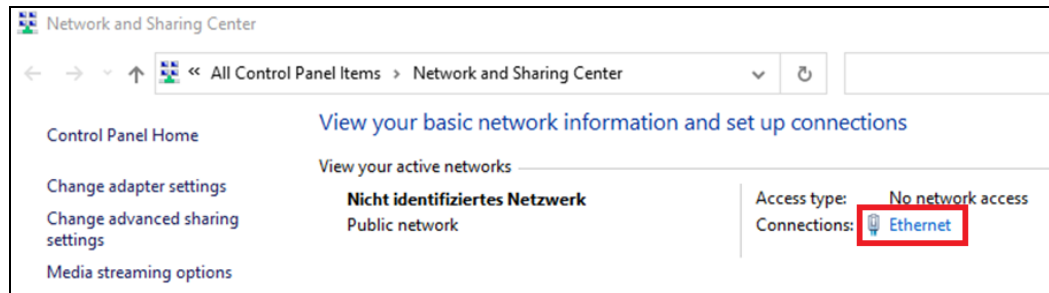 Network and Sharing Center
« All Control Panel Items > Network and Sharing Center
Control Panel Home
View your basic network information and set up connections
View your active networks
Change adapter settings
Nicht identifiziertes Netzwerk
Access type: No network access
Change advanced sharing
settings
Public network
Connections: Ethernet
Media streaming options